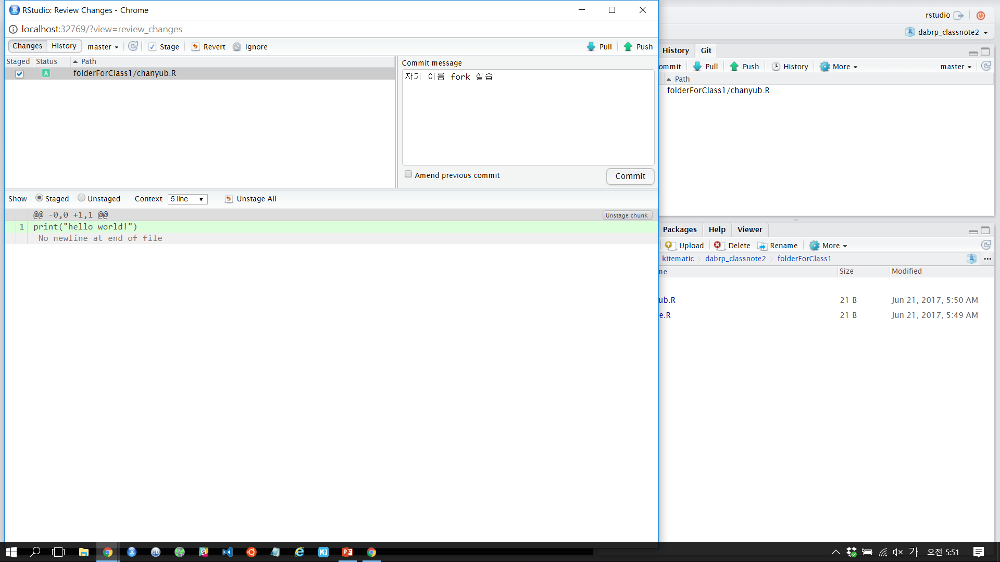 RStudio: Review Changes - Chrome
localhost:32769/?view=review_changes
Changes History master Stage Revert Ignore Pull Push
Staged Status Path
A folderForClass1/chanyub.R
Commit message
자기 이름 fork 실습
Amend previous commit Commit
Show Staged Unstaged Context 5 line Unstage All
@@ -0,0 +1,1 @@ Unstage chunk
1 print("hello world!")
No newline at end of file
rstudio
dabrp_classnote2
History Git
ommit Pull Push History More master
Path
folderForClass1/chanyub.R
Packages Help Viewer
Upload Delete Rename More
kitematic dabrp_classnote2 folderForClass1
me Size Modified
ub.R 21 B Jun 21, 2017, 5:50 AM
e.R 21 B Jun 21, 2017, 5:49 AM
가 오전 5:51